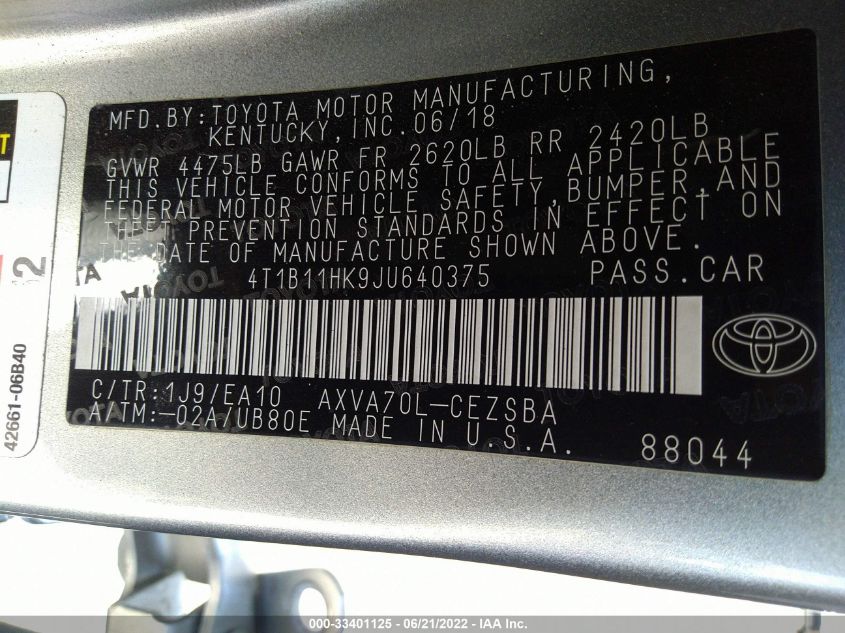 MFD.BY:TOYOTA MOTOR MANUFACTURING,
KENTUCKY,INC.06/18
GVWR 4475LB GAWR FR 2620LB RR 2420LB
THIS VEHICLE CONFORMS TO ALL APPLICABLE
FEDERAL MOTOR VEHICLE SAFETY,BUMPER,AND
THEFT PREVENTION STANDARDS IN EFFECT ON
THE DATE OF MANUFACTURE SHOWN ABOVE.
4T1B11HK9JU640375 PASS.CAR
C/TR:1J9/EA10 AXVA70L-CEZSBA
A/TM:-02A/UB80E MADE IN U.S.A.
88044
42661-06B40
2
T
000-33401125 - 06/21/2022 - IAA Inc.